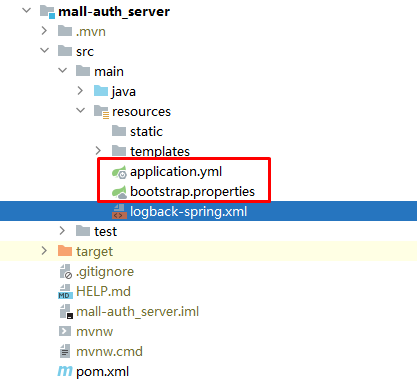 mall-auth_server
.mvn
src
main
java
resources
static
templates
application.yml
bootstrap.properties
logback-spring.xml
test
target
.gitignore
HELP.md
mall-auth_server.iml
mvnw
mvnw.cmd
pom.xml